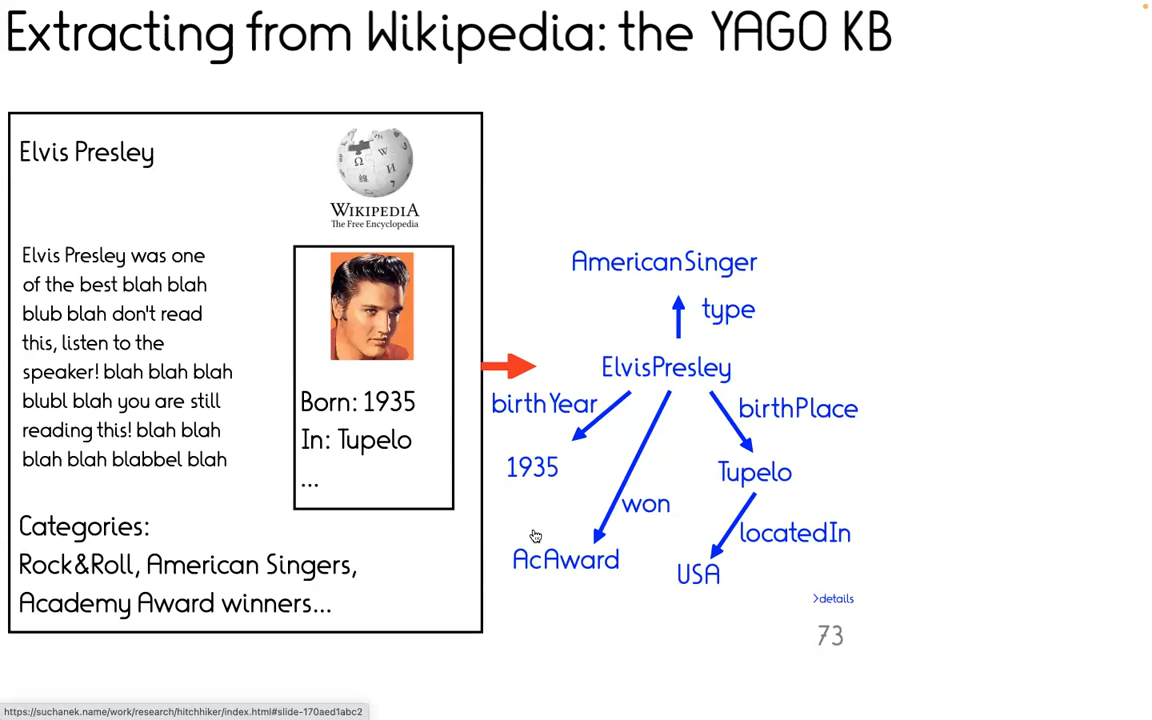 Extracting from Wikipedia: the YAGO KB
Elvis Presley
Ω
W
И
WIKIPEDIA
The Free Encyclopedia
Elvis Presley was one
of the best blah blah
blub blah don't read
this, listen to the
speaker! blah blah blah
blubl blah you are still
reading this! blah blah
blah blah blabbel blah
Born: 1935
In: Tupelo
...
Categories:
Rock&Roll, American Singers,
Academy Award winners...
AmericanSinger
type
ElvisPresley
birthYear
birthPlace
1935
Tupelo
won
locatedIn
AcAward
USA
>details
73
https://suchanek.name/work/research/hitchhiker/index.html#slide-170aed1abc2